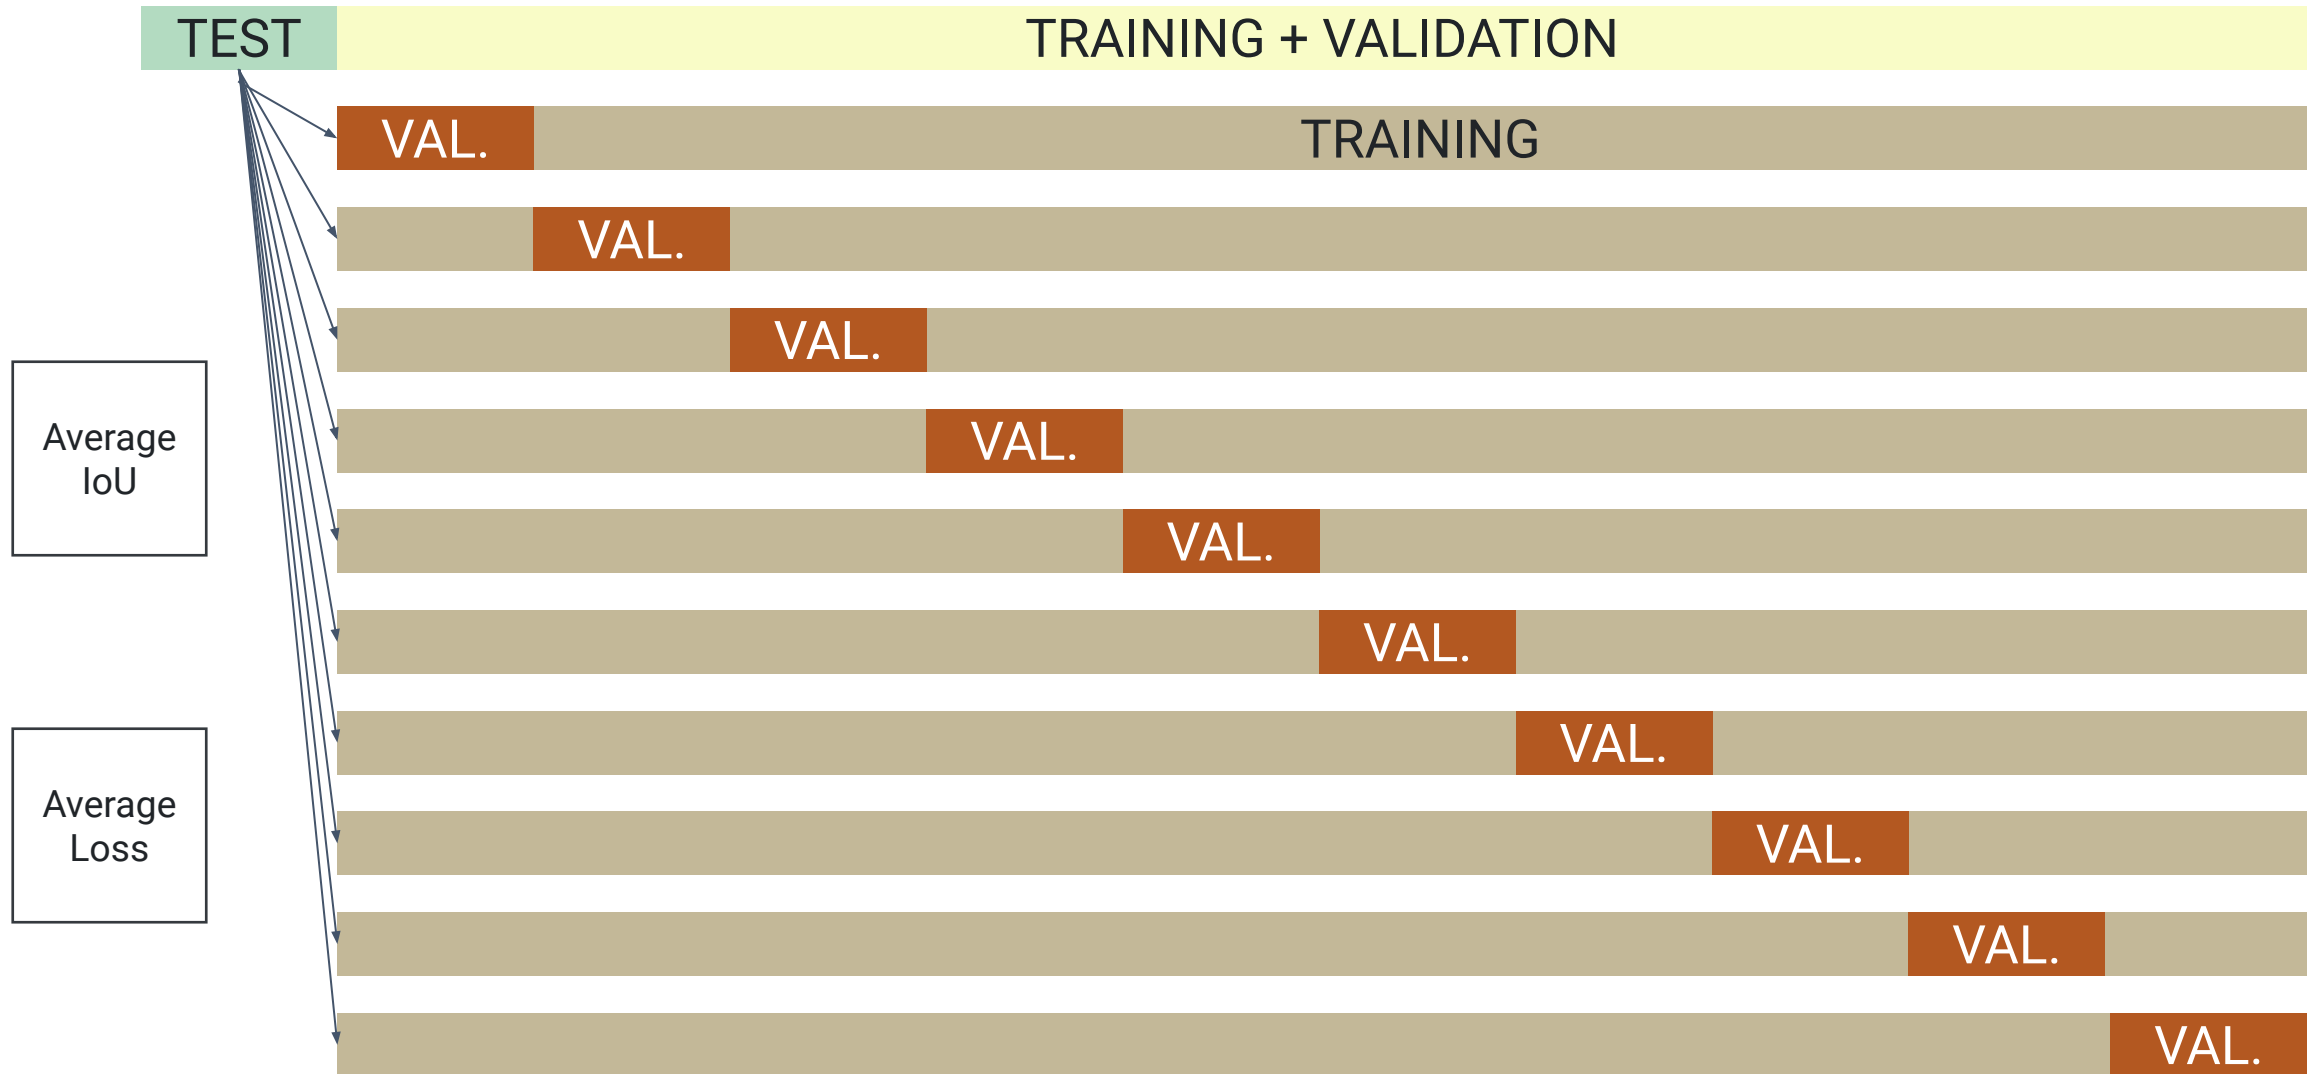 TEST
TRAINING + VALIDATION
VAL.
TRAINING
VAL.
VAL.
VAL.
VAL.
VAL.
VAL.
VAL.
VAL.
VAL.
Average
IoU
Average
Loss